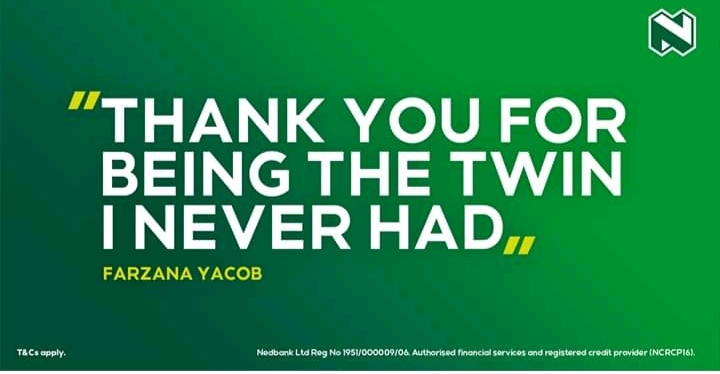 "THANK YOU FOR
BEING THE TWIN
I NEVER HAD„
FARZANA YACOB
T&Cs apply.
Nedbank Ltd Reg No 1951/000009/06. Authorised financial services and registered credit provider (NCRCP16).